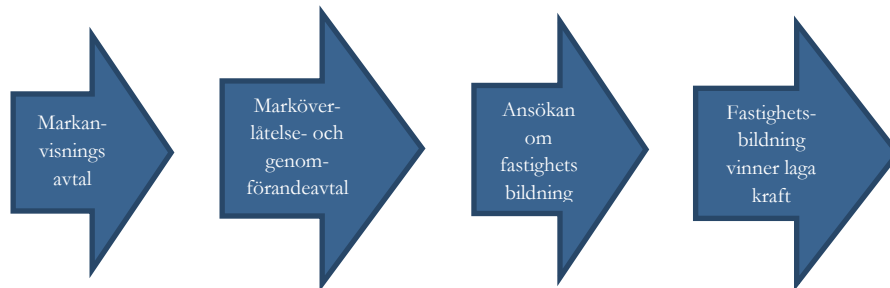 Markan-
visnings
avtal
Marköver-
låtelse- och
genom-
förandeavtal
Ansökan
om
fastighets
bildning
Fastighets-
bildning
vinner laga
kraft